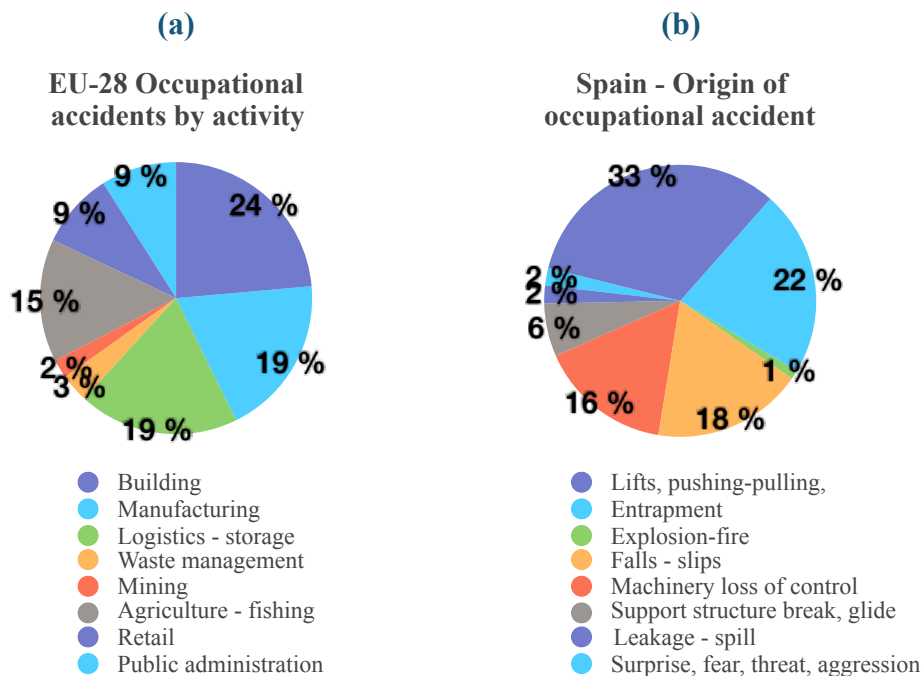 (a)
EU-28 Occupational
accidents by activity
9 %
24 %
9 %
15 %
2 %
3 %
19 %
19 %
Building
Manufacturing
Logistics - storage
Waste management
Mining
Agriculture - fishing
Retail
Public administration
(b)
Spain - Origin of
occupational accident
33 %
2 %
22 %
2 %
6 %
1 %
16 %
18 %
Lifts, pushing-pulling,
Entrapment
Explosion-fire
Falls - slips
Machinery loss of control
Support structure break, glide
Leakage - spill
Surprise, fear, threat, aggression